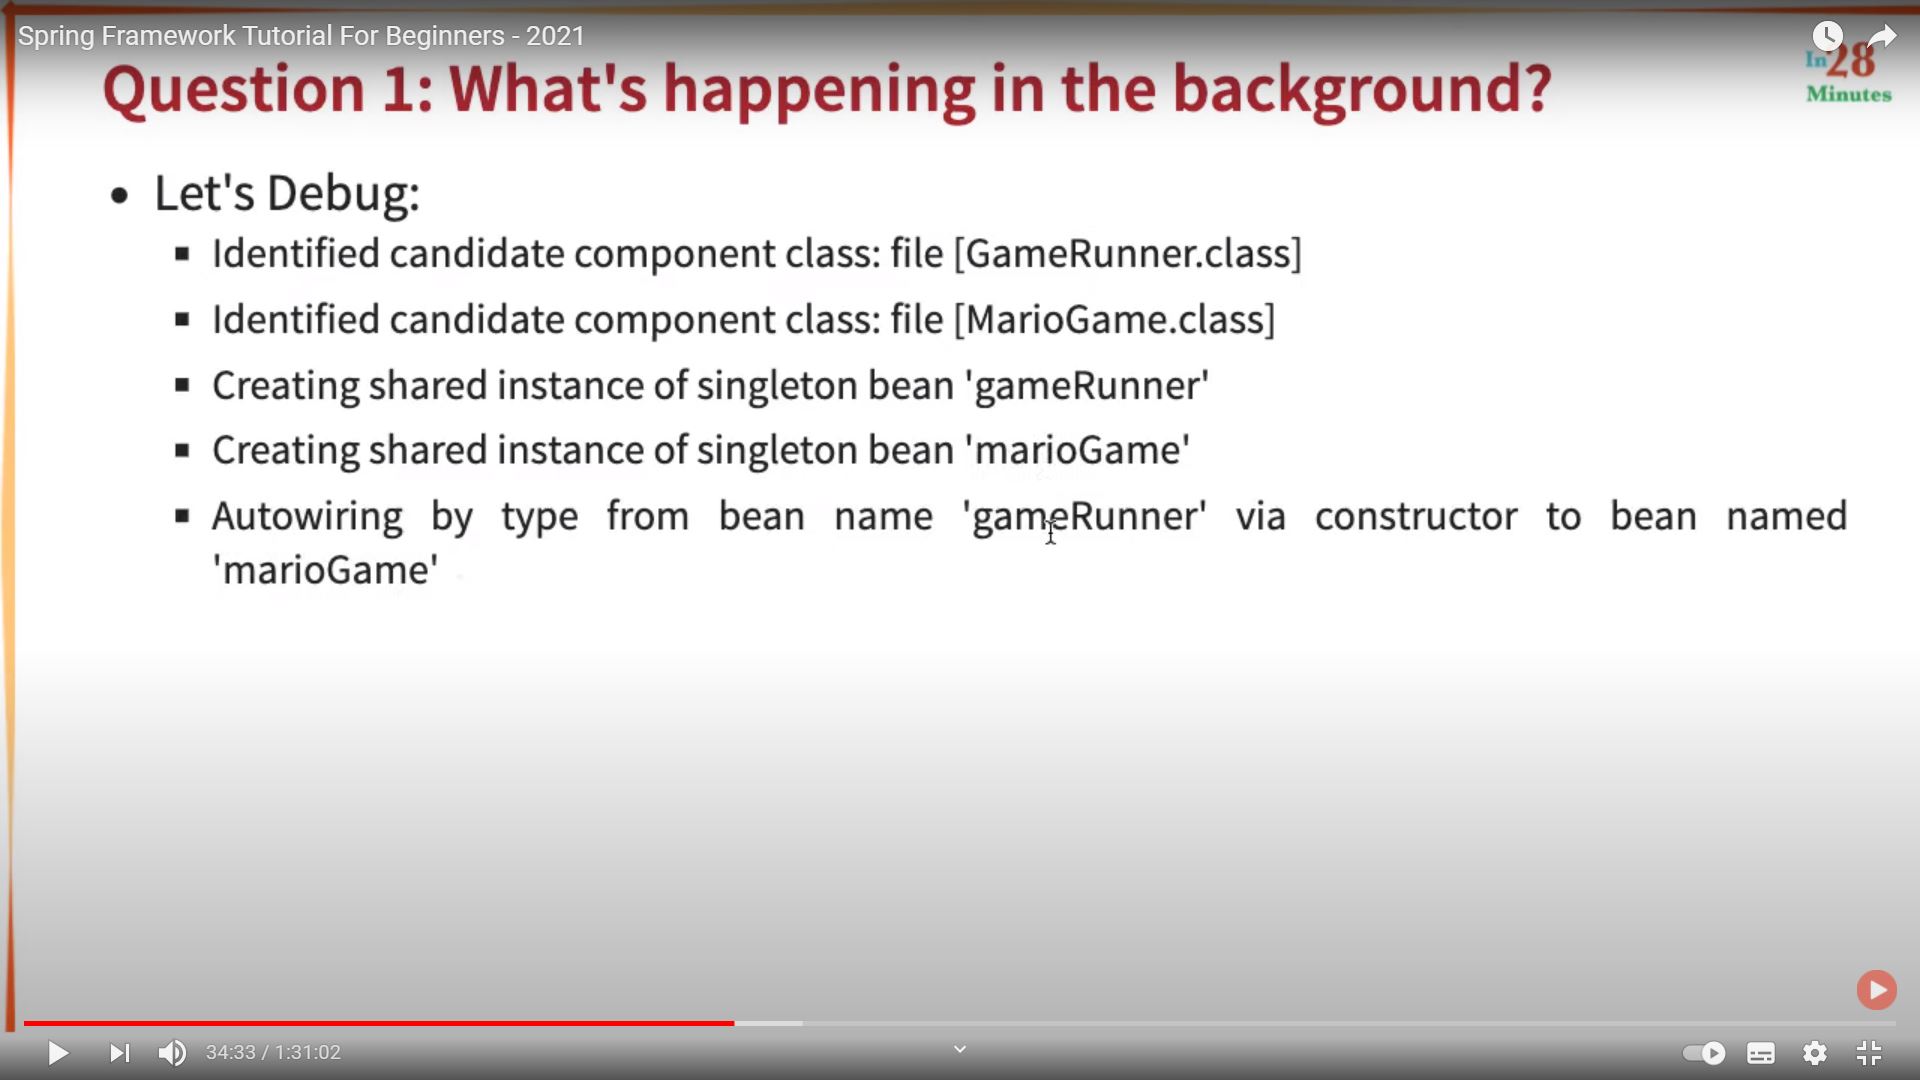 Spring Framework Tutorial For Beginners - 2021
Question 1: What's happening in the background?
In28
Minutes
• Let's Debug:
▪ Identified candidate component class: file [GameRunner.class]
▪ Identified candidate component class: file [MarioGame.class]
▪ Creating shared instance of singleton bean 'gameRunner'
▪ Creating shared instance of singleton bean 'marioGame'
▪ Autowiring by type from bean name 'gameRunner' via constructor to bean named
'marioGame'
34:33 / 1:31:02